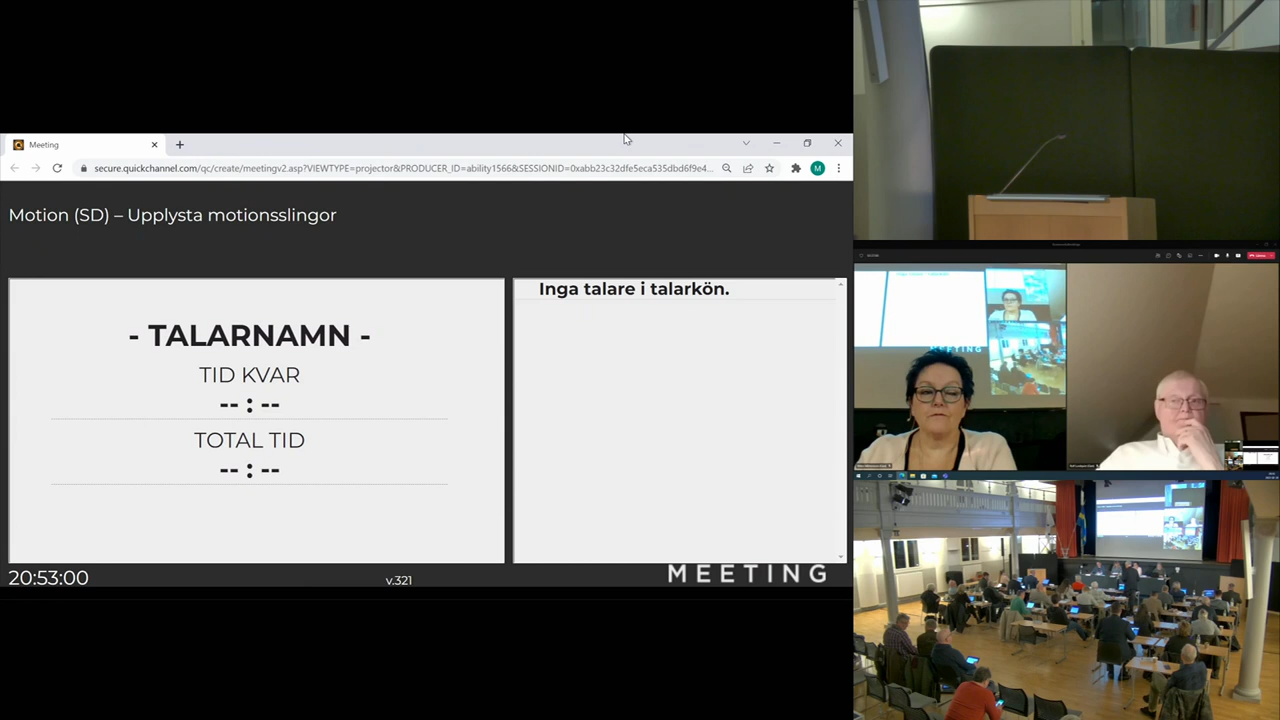 Meeting
secure.quickchannel.com/qc/create/meetingv2.asp?VIEWTYPE=projector&PRODUCER_ID=ability1566&SESSIONID=0xabb23c32dfe5eca535dbd6f9e4...
M
Motion (SD) – Upplysta motionsslingor
- TALARNAMN -
TID KVAR
-- : --
TOTAL TID
-- : --
Inga talare i talarkön.
20:53:00
v.321
MEETING
MEETING